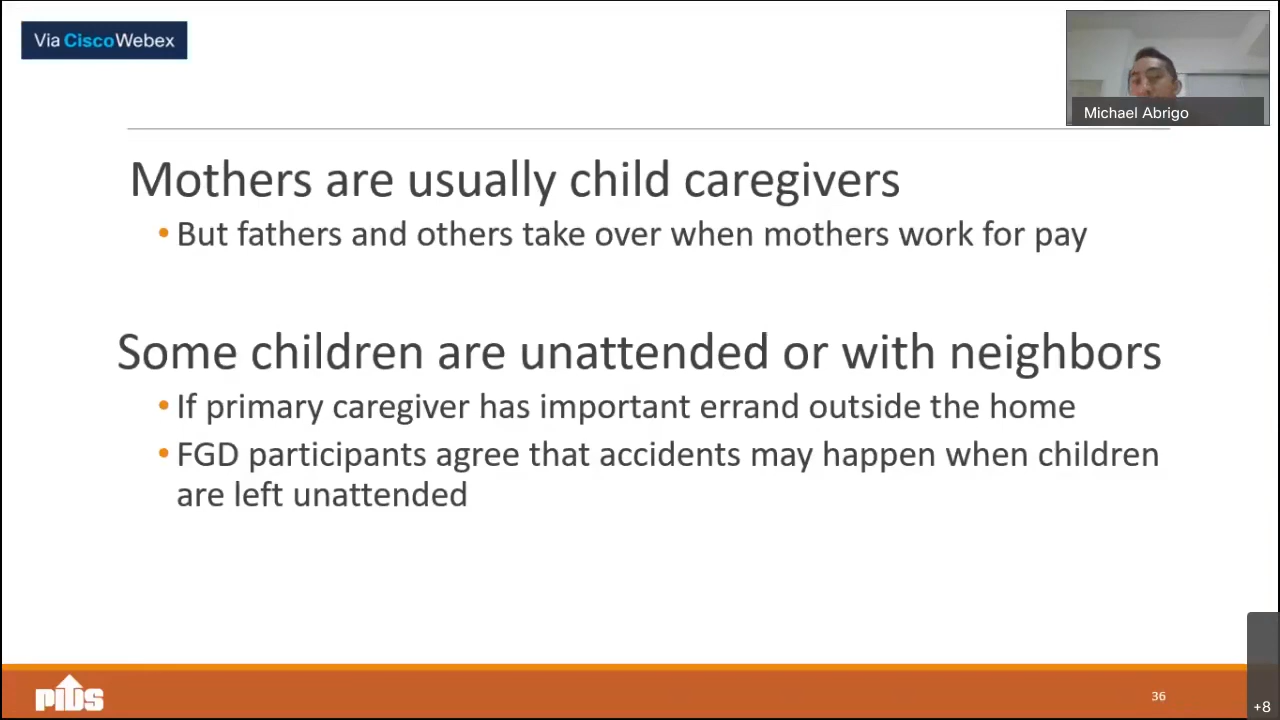 Via CiscoWebex
Michael Abrigo
Mothers are usually child caregivers
• But fathers and others take over when mothers work for pay
Some children are unattended or with neighbors
• If primary caregiver has important errand outside the home
• FGD participants agree that accidents may happen when children
are left unattended
pids
36
+8